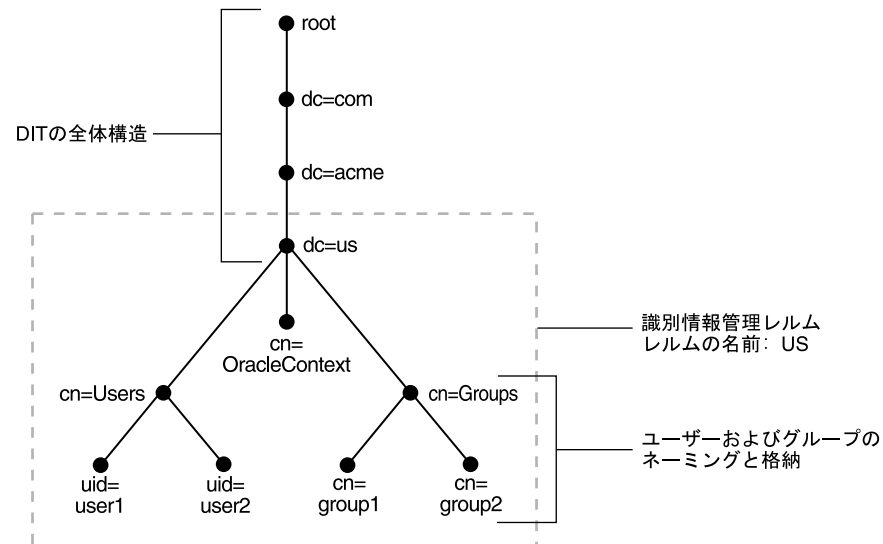 root
dc=com
DITの全体構造
dc=acme
dc=us
識別情報管理レルム
レルムの名前: US
cn=
OracleContext
cn=Users
cn=Groups
ユーザーおよびグループの
ネーミングと格納
uid=
user1
uid=
user2
cn=
group1
cn=
group2